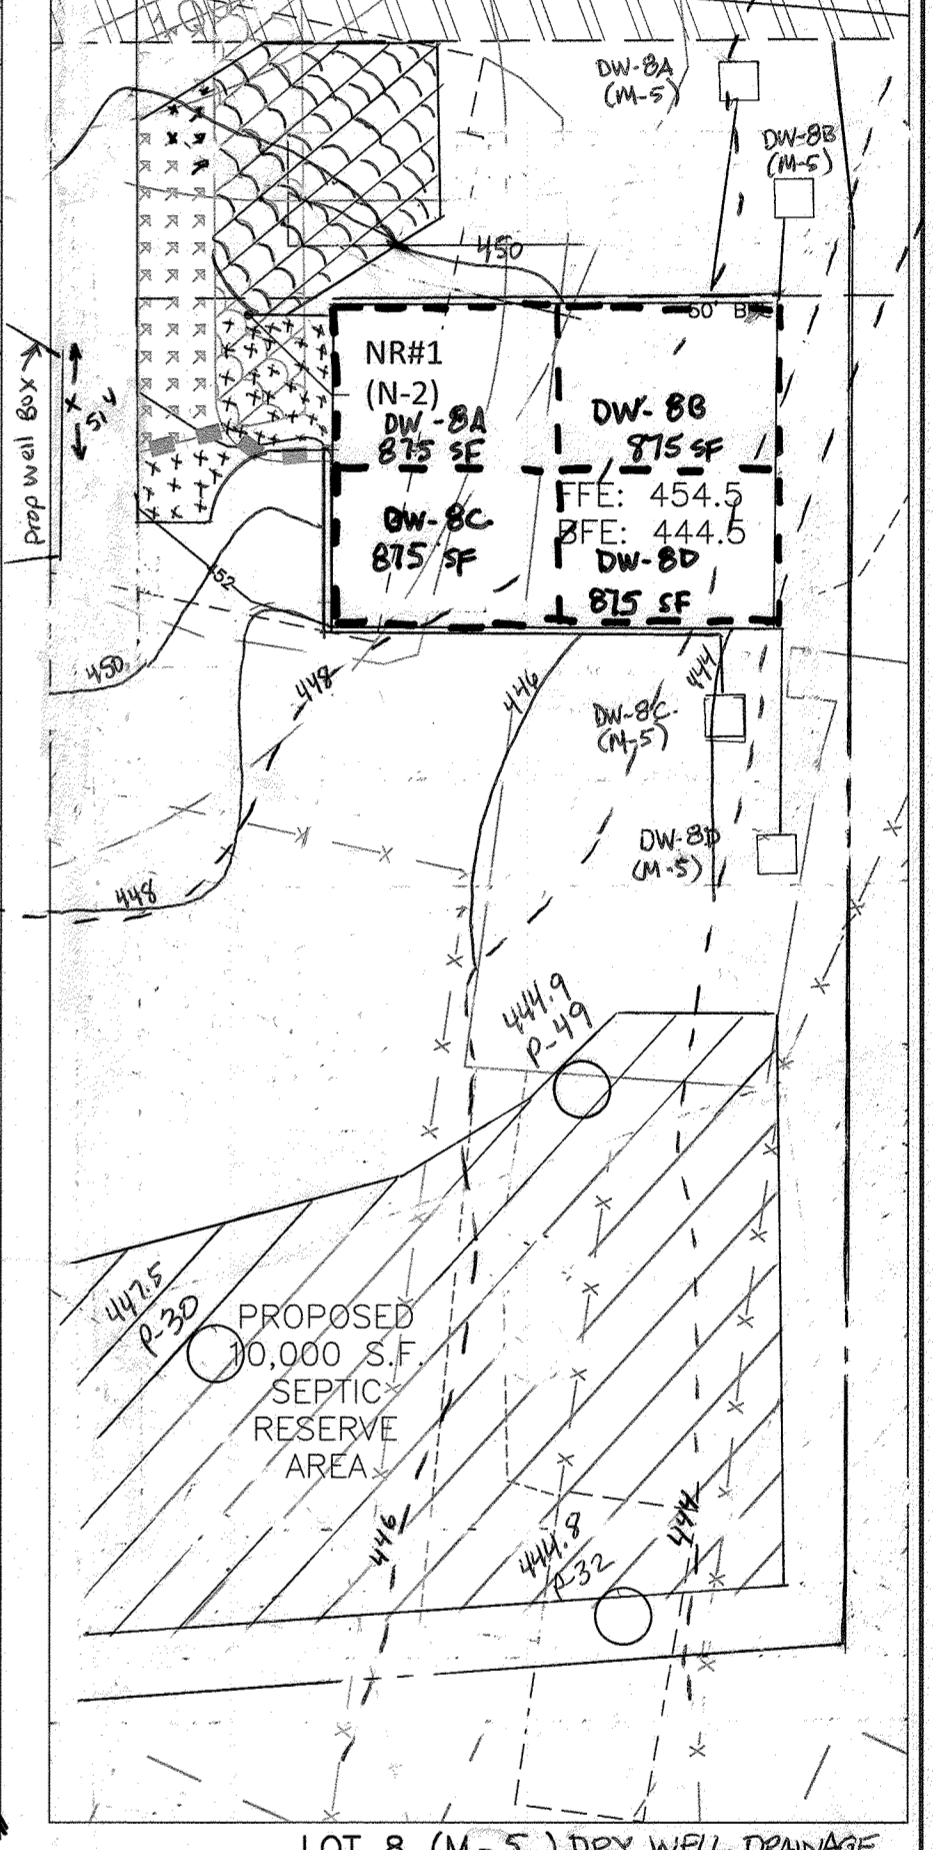 DW-8A
(M-5)
DW-8B
(M-5)
450
50' B
NR#1
(N-2)
DW-8A
875 SF
DW-8B
875 SF
prop well Box
FFE: 454.5
BFE: 444.5
DW-8C
875 SF
DW-8D
875 SF
452
450
448
446
444
DW-8C
(M-5)
DW-8D
(M-5)
448
444.9
P-49
447.5
P-30
PROPOSED
10,000 S.F.
SEPTIC
RESERVE
AREA
446
444.8
P-32
444
LOT 8 (M-5) DRY WELL DRAINAGE